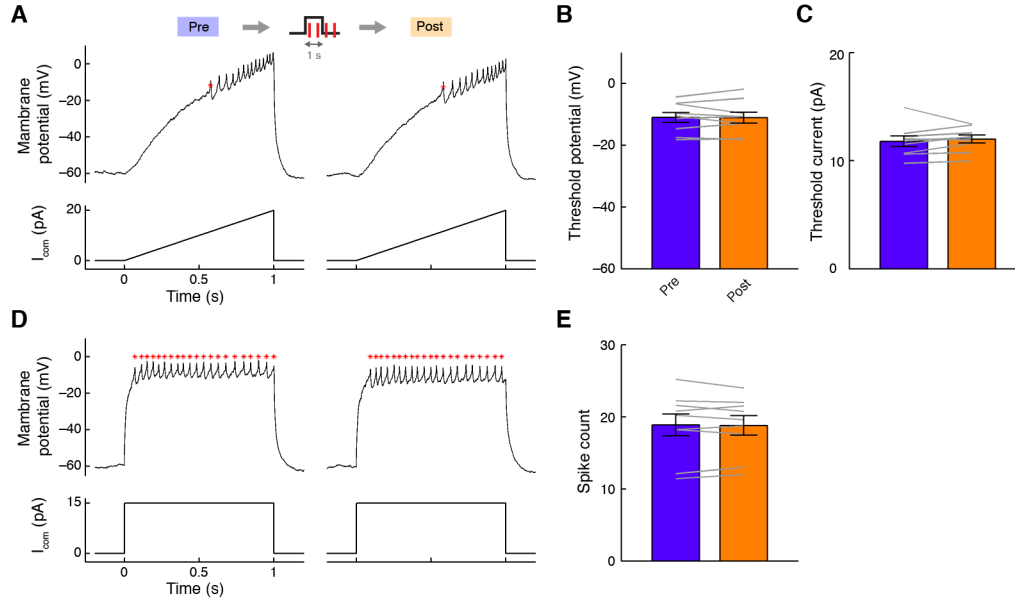 A
Pre
Post
1 s
Mambrane
potential (mV)
0
−20
−40
−60
I_com (pA)
20
0
0
0.5
1
Time (s)
B
Threshold potential (mV)
0
−20
−40
−60
Pre
Post
C
Threshold current (pA)
20
10
0
D
Mambrane
potential (mV)
0
−20
−40
−60
I_com (pA)
15
0
0
0.5
1
Time (s)
E
Spike count
30
20
10
0